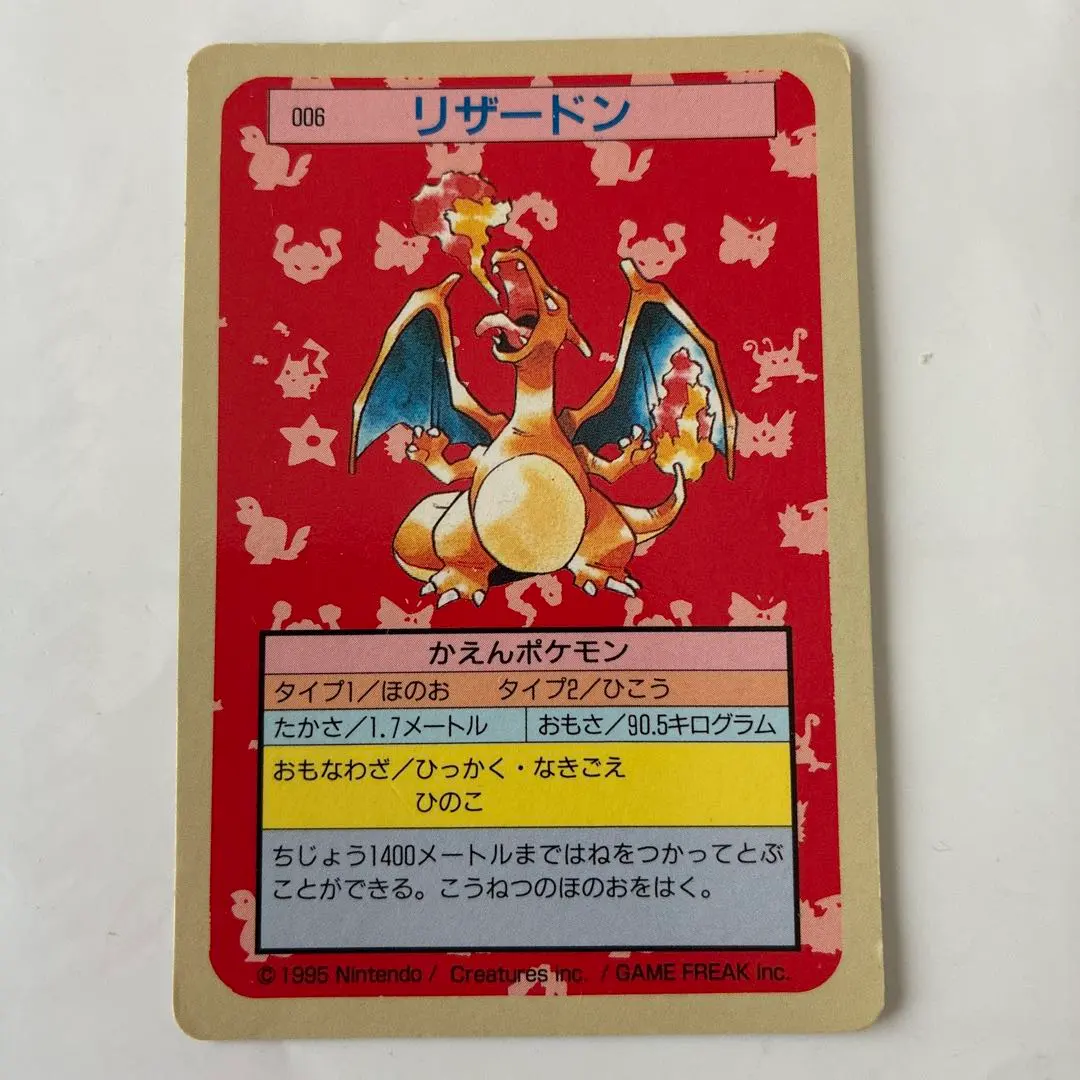 006 リザードン
かえんポケモン
タイプ1／ほのお　タイプ2／ひこう
たかさ／1.7メートル　おもさ／90.5キログラム
おもなわざ／ひっかく・なきごえ
ひのこ
ちじょう1400メートルまではねをつかってとぶ
ことができる。こうねつのほのおをはく。
© 1995 Nintendo / Creatures inc. / GAME FREAK inc.